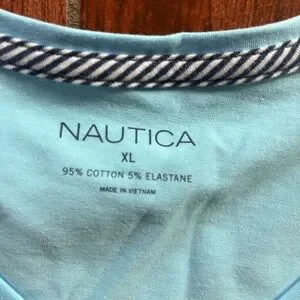 NAUTICA
XL
95% COTTON 5% ELASTANE
MADE IN VIETNAM